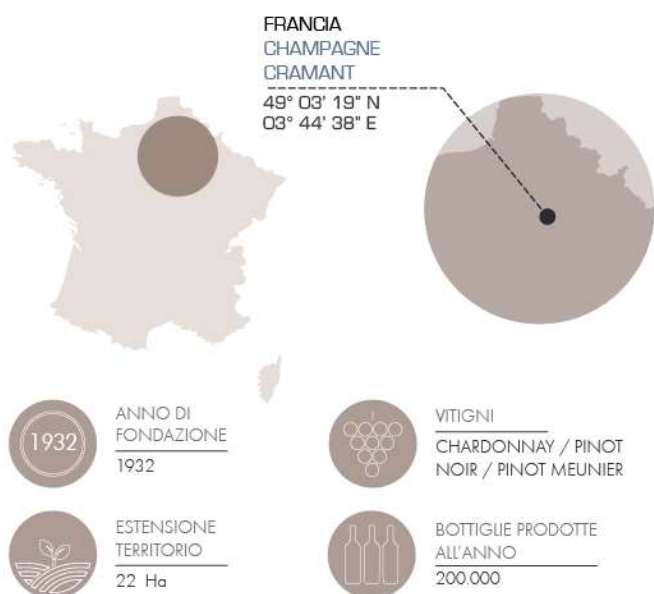 FRANCIA
CHAMPAGNE
CRAMANT
49° 03' 19" N
03° 44' 38" E
1932
ANNO DI
FONDAZIONE
1932
VITIGNI
CHARDONNAY / PINOT
NOIR / PINOT MEUNIER
ESTENSIONE
TERRITORIO
22 Ha
BOTTIGLIE PRODOTTE
ALL'ANNO
200.000